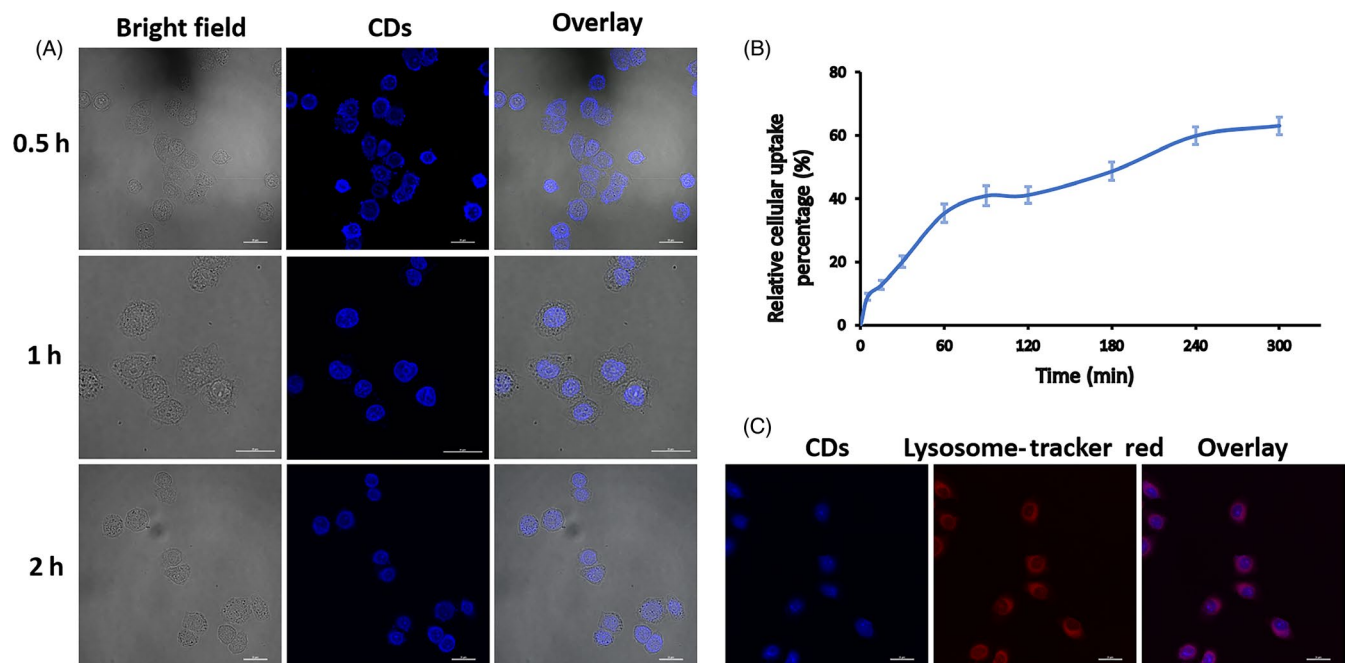 (A)
Bright field CDs Overlay
0.5 h
1 h
2 h
(B)
Relative cellular uptake
percentage (%)
80
60
40
20
0
0 60 120 180 240 300
Time (min)
(C)
CDs Lysosome-tracker red Overlay